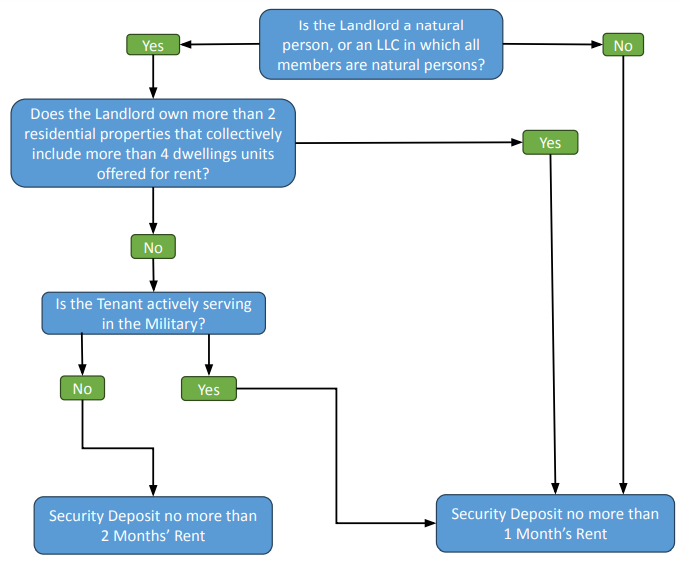 Is the Landlord a natural
person, or an LLC in which all
members are natural persons?
Yes
No
Does the Landlord own more than 2
residential properties that collectively
include more than 4 dwellings units
offered for rent?
Yes
No
Is the Tenant actively serving
in the Military?
No
Yes
Security Deposit no more than
2 Months' Rent
Security Deposit no more than
1 Month's Rent